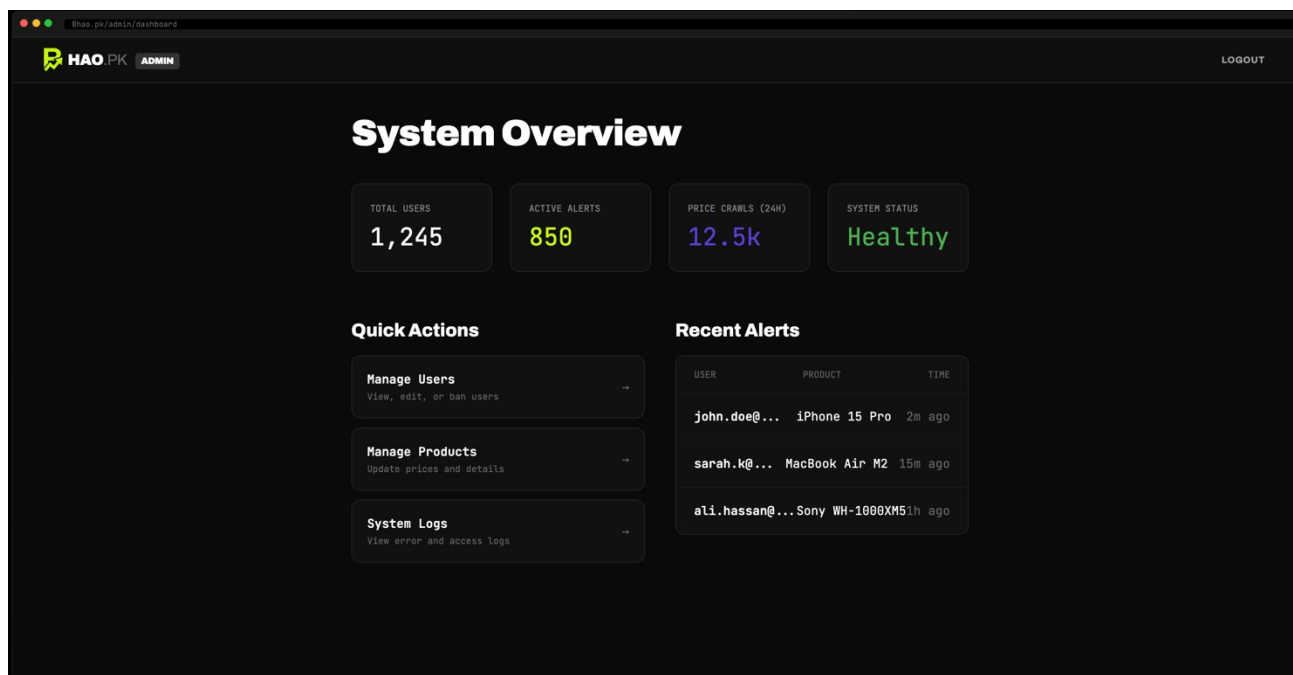 8hao.pk/admin/dashboard
HAO.PK ADMIN
LOGOUT
System Overview
TOTAL USERS
1,245
ACTIVE ALERTS
850
PRICE CRAWLS (24H)
12.5k
SYSTEM STATUS
Healthy
Quick Actions
Manage Users
View, edit, or ban users
→
Manage Products
Update prices and details
→
System Logs
View error and access logs
→
Recent Alerts
USER PRODUCT TIME
john.doe@... iPhone 15 Pro 2m ago
sarah.k@... MacBook Air M2 15m ago
ali.hassan@... Sony WH-1000XM5 1h ago